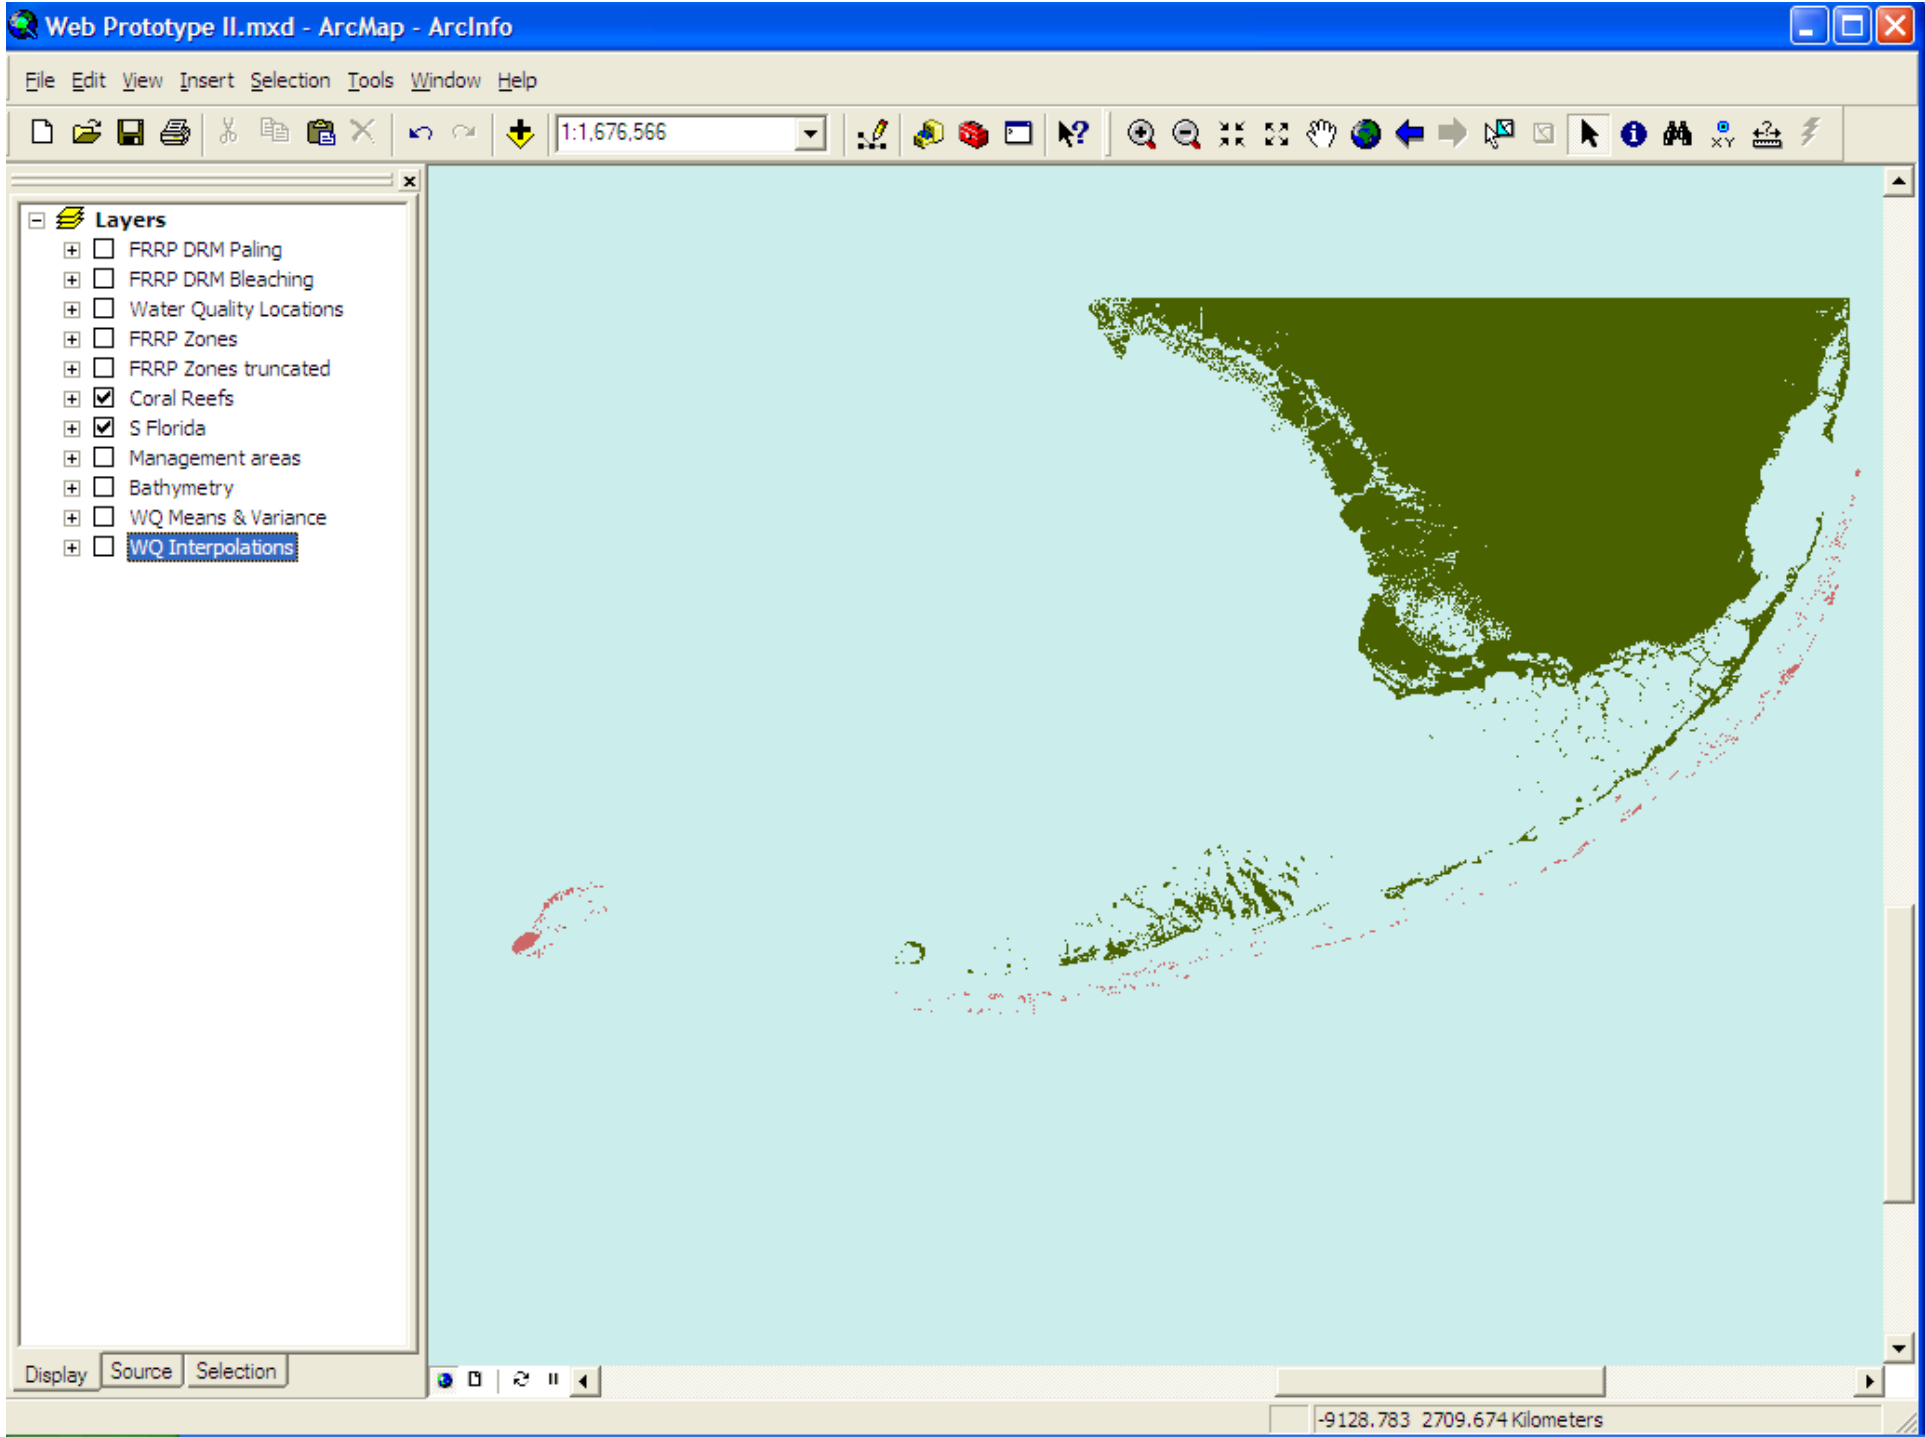 Web Prototype II.mxd - ArcMap - ArcInfo
File Edit View Insert Selection Tools Window Help
1:1,676,566
Layers
FRRP DRM Paling
FRRP DRM Bleaching
Water Quality Locations
FRRP Zones
FRRP Zones truncated
Coral Reefs
S Florida
Management areas
Bathymetry
WQ Means & Variance
WQ Interpolations
Display Source Selection
-9128.783 2709.674 Kilometers